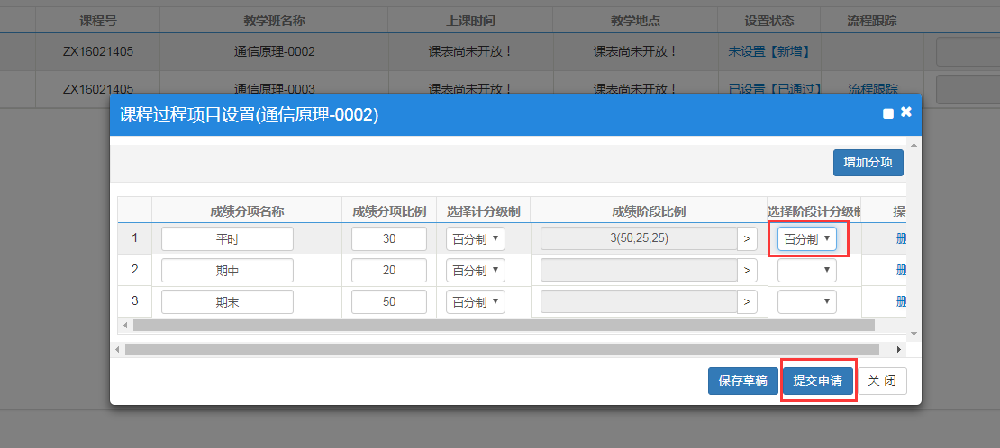 课程号 教学班名称 上课时间 教学地点 设置状态 流程跟踪
ZX16021405 通信原理-0002 课表尚未开放！ 课表尚未开放！ 未设置【新增】
ZX16021405 通信原理-0003 课表尚未开放！ 课表尚未开放！ 已设置【已通过】 流程跟踪
课程过程项目设置(通信原理-0002)
增加分项
成绩分项名称 成绩分项比例 选择计分级制 成绩阶段比例 选择阶段计分级制 操
1 平时 30 百分制 3(50,25,25) > 百分制 删
2 期中 20 百分制 > 删
3 期末 50 百分制 > 删
保存草稿 提交申请 关 闭